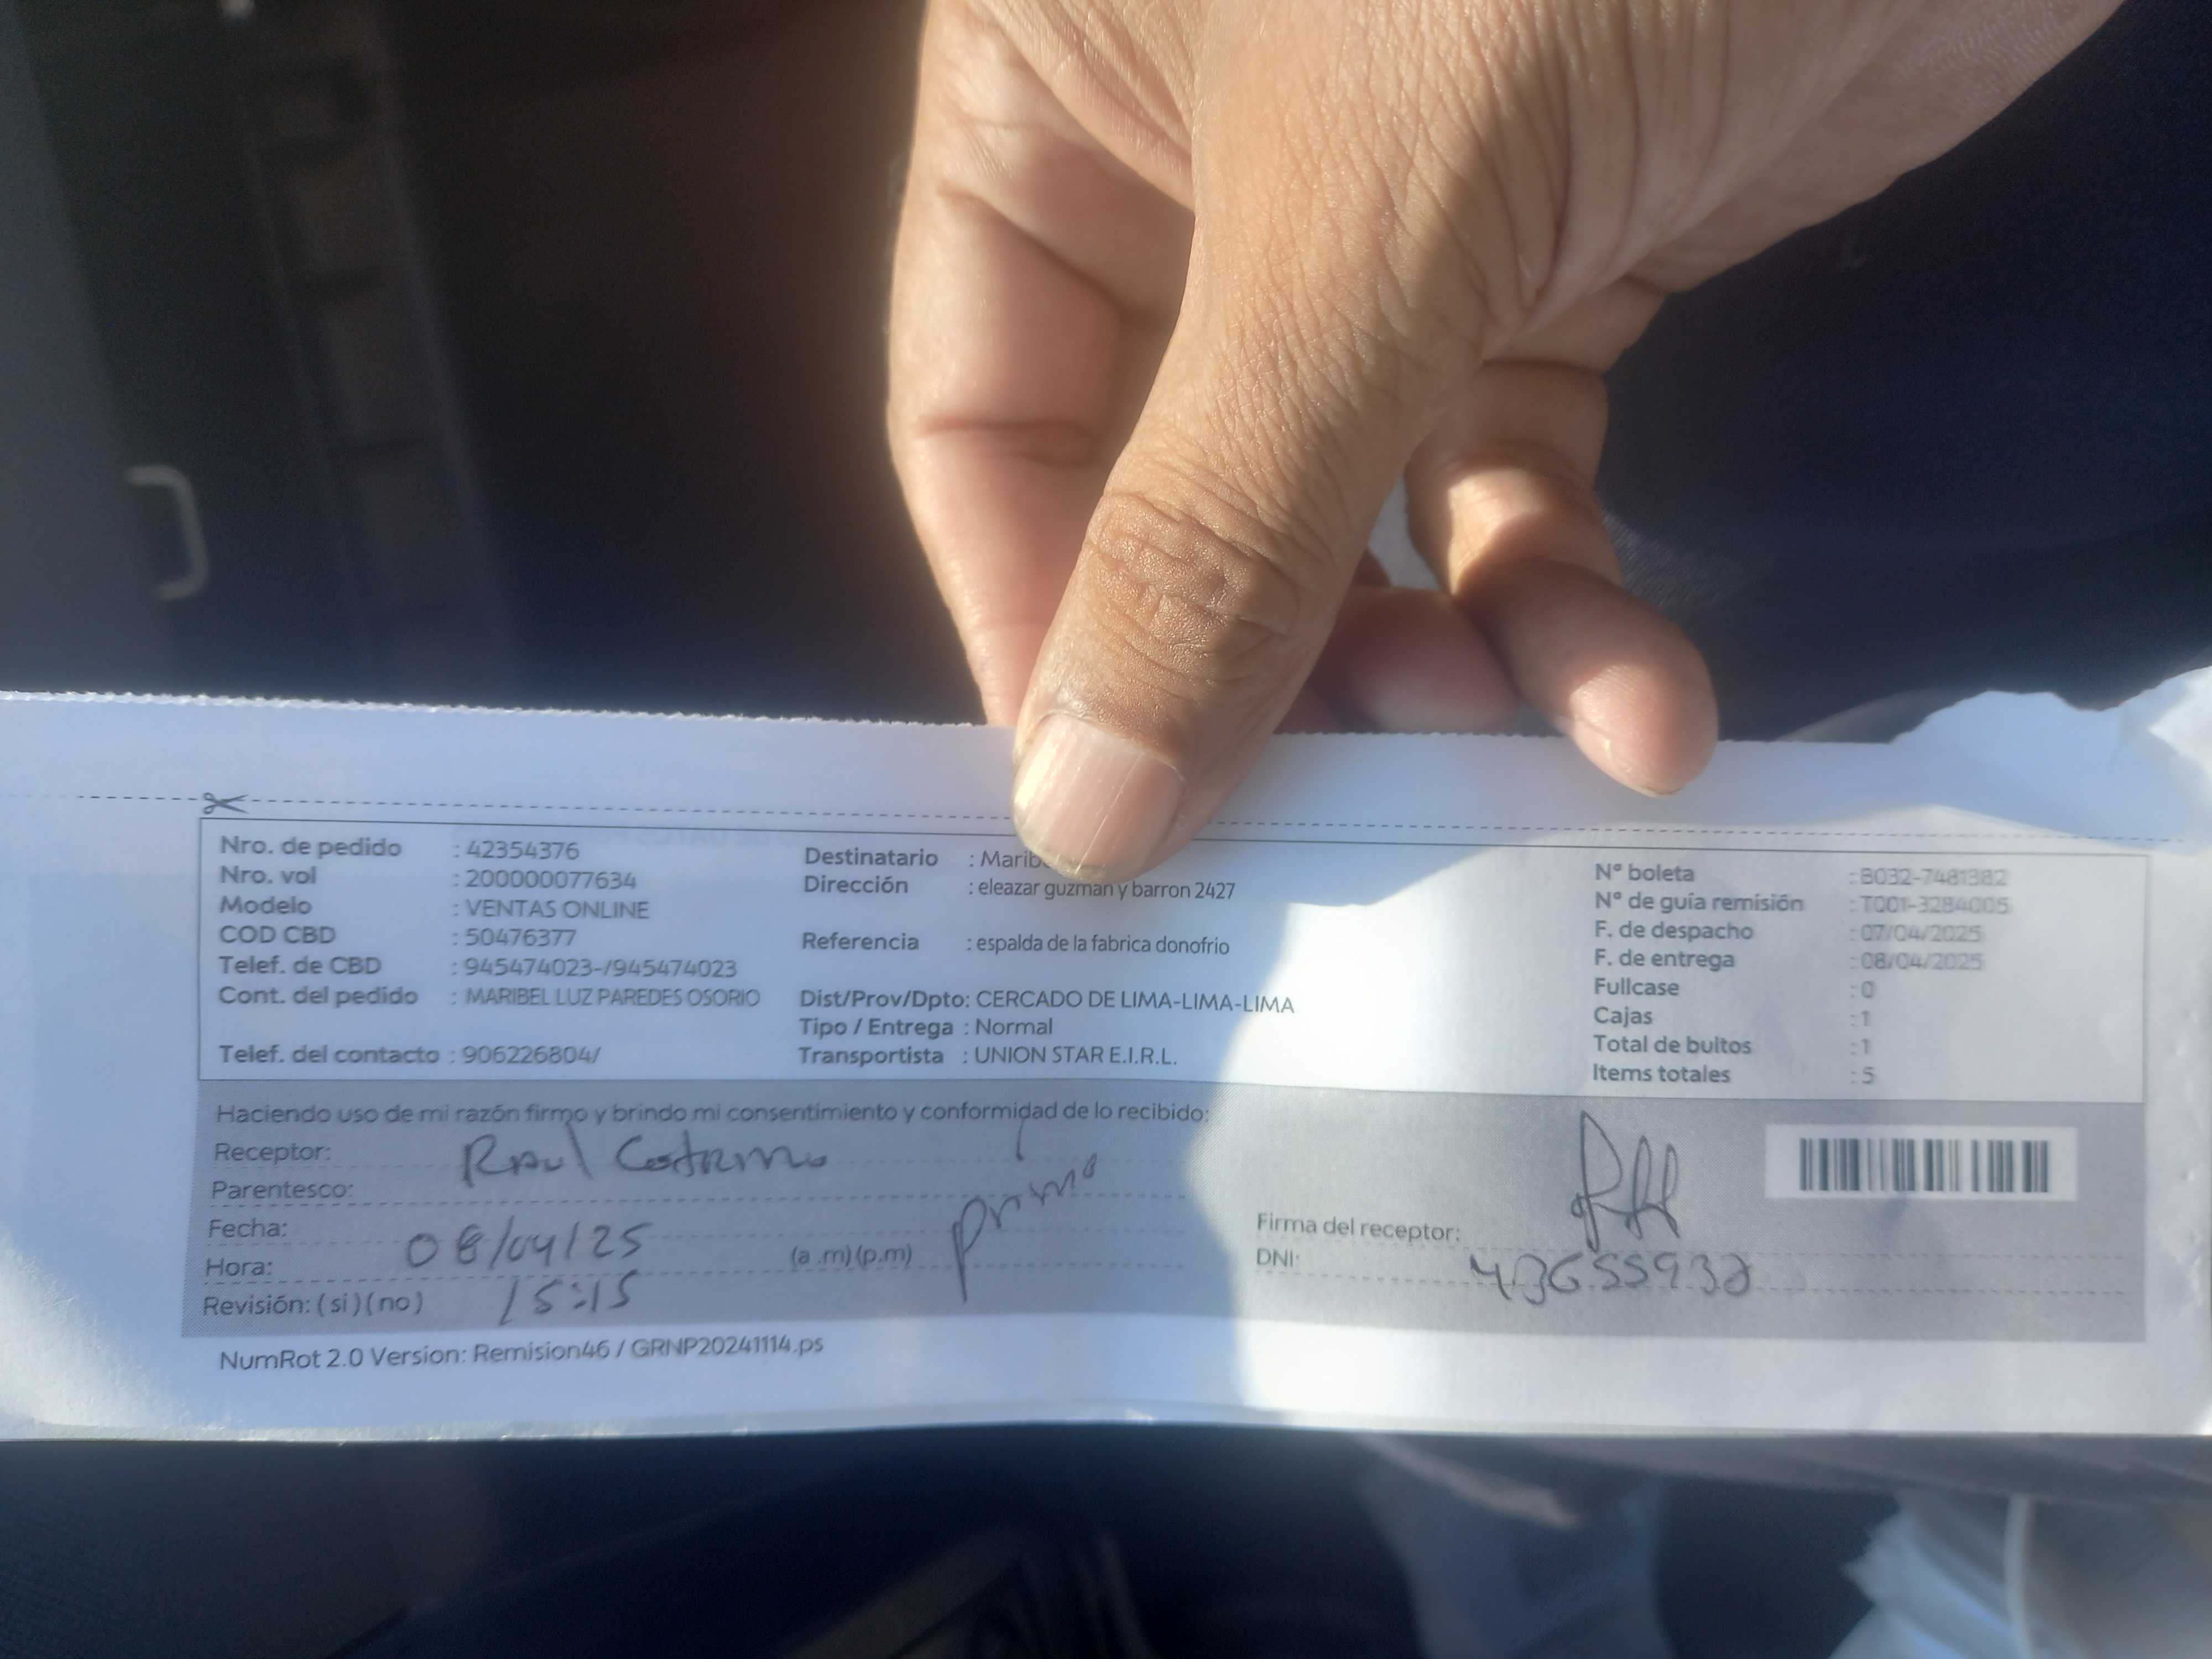 Nro. de pedido : 42354376
Nro. vol : 200000077634
Modelo : VENTAS ONLINE
COD CBD : 50476377
Telef. de CBD : 945474023-/945474023
Cont. del pedido : MARIBEL LUZ PAREDES OSORIO
Telef. del contacto : 906226804/
Destinatario : Marib
Dirección : eleazar guzman y barron 2427
Referencia : espalda de la fabrica donofrio
Dist/Prov/Dpto: CERCADO DE LIMA-LIMA-LIMA
Tipo / Entrega : Normal
Transportista : UNION STAR E.I.R.L.
Nº boleta : B032-7481382
Nº de guía remisión : T001-3284005
F. de despacho : 07/04/2025
F. de entrega : 08/04/2025
Fullcase : 0
Cajas : 1
Total de bultos : 1
Items totales : 5
Haciendo uso de mi razón firmo y brindo mi consentimiento y conformidad de lo recibido:
Receptor: Raul
Parentesco: primo
Fecha: 08/04/25
Hora: 15:15 (a .m) (p.m)
Revisión: ( si ) ( no )
Firma del receptor:
DNI:
NumRot 2.0 Version: Remision46 / GRNP20241114.ps